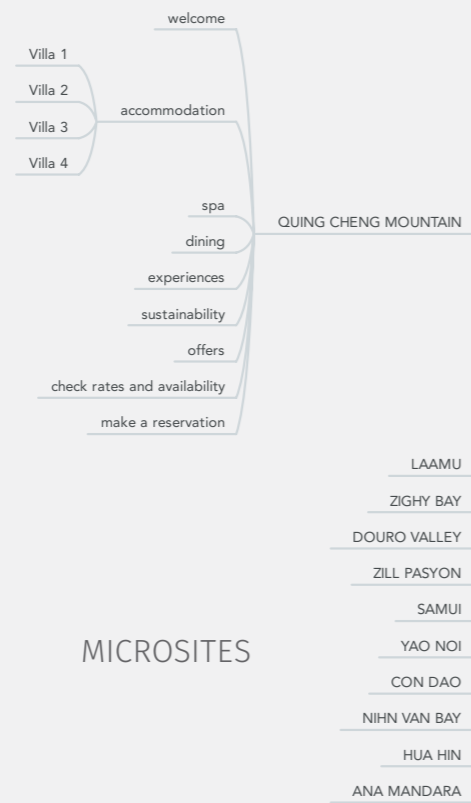 welcome
Villa 1
Villa 2
Villa 3
Villa 4
accommodation
spa
dining
experiences
sustainability
offers
check rates and availability
make a reservation
QUING CHENG MOUNTAIN
LAAMU
ZIGHY BAY
DOURO VALLEY
ZILL PASYON
SAMUI
MICROSITES
YAO NOI
CON DAO
NIHN VAN BAY
HUA HIN
ANA MANDARA